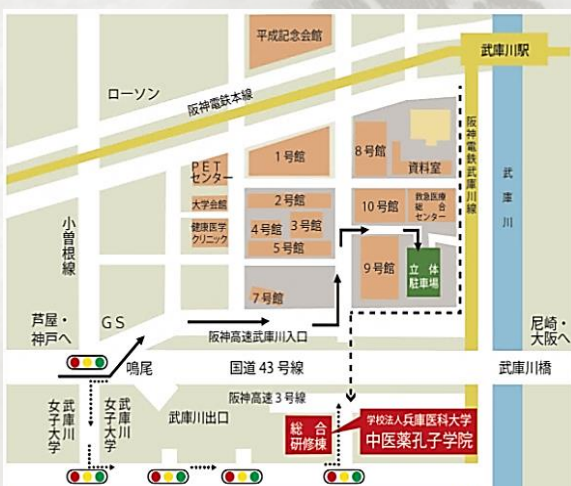 平成記念会館
武庫川駅
ローソン
阪神電鉄本線
1号館
8号館
資料室
阪神電鉄武庫川線
武庫川
PET
センター
大学会館
健康医学
クリニック
2号館
4号館
3号館
5号館
10号館
救急医療
総合
センター
小曽根線
7号館
9号館
立体
駐車場
芦屋・
神戸へ
GS
阪神高速武庫川入口
尼崎・
大阪へ
鳴尾
国道43号線
武庫川橋
阪神高速3号線
武庫川
女子大学
武庫川
女子大学
武庫川出口
総合
研修棟
学校法人兵庫医科大学
中医薬孔子学院